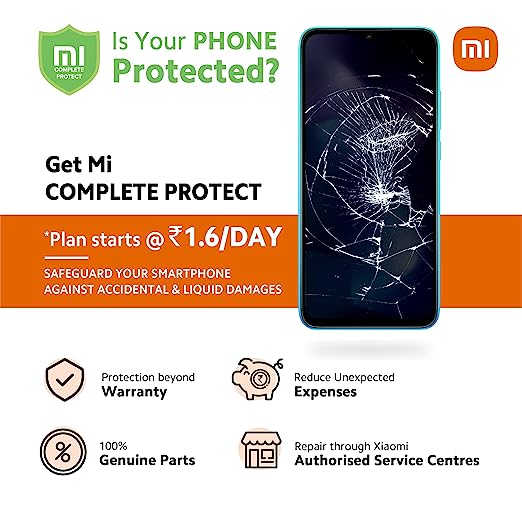 mi
COMPLETE
PROTECT
Is Your PHONE
Protected?
mi
Get Mi
COMPLETE PROTECT
*Plan starts @ ₹1.6/DAY
SAFEGUARD YOUR SMARTPHONE
AGAINST ACCIDENTAL & LIQUID DAMAGES
Protection beyond
Warranty
₹
Reduce Unexpected
Expenses
%
100%
Genuine Parts
Repair through Xiaomi
Authorised Service Centres